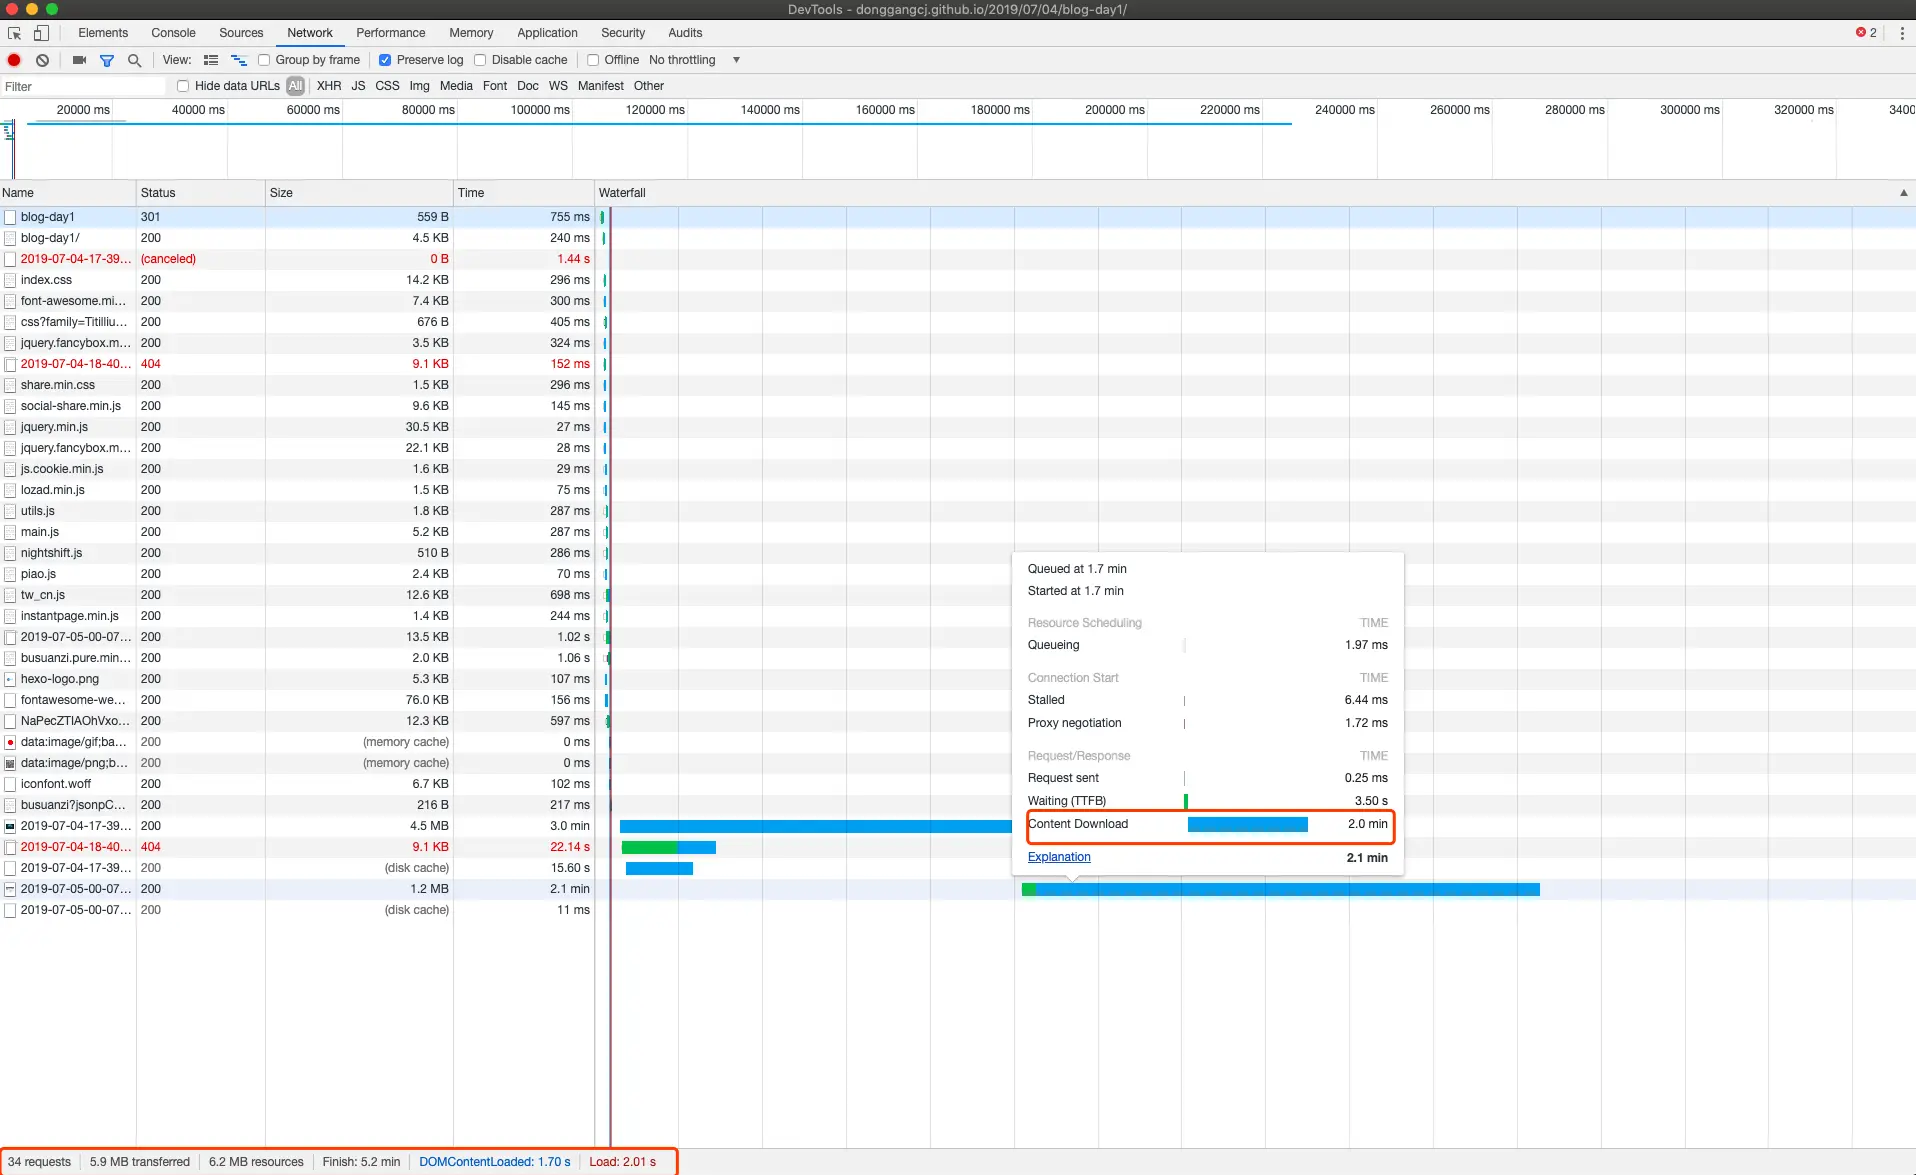 DevTools - donggangcj.github.io/2019/07/04/blog-day1/
Elements Console Sources Network Performance Memory Application Security Audits 2
View: Group by frame Preserve log Disable cache Offline No throttling
Filter Hide data URLs All XHR JS CSS Img Media Font Doc WS Manifest Other
20000 ms 40000 ms 60000 ms 80000 ms 100000 ms 120000 ms 140000 ms 160000 ms 180000 ms 200000 ms 220000 ms 240000 ms 260000 ms 280000 ms 300000 ms 320000 ms 3400
Name Status Size Time Waterfall
blog-day1 301 559 B 755 ms
blog-day1/ 200 4.5 KB 240 ms
2019-07-04-17-39... (canceled) 0 B 1.44 s
index.css 200 14.2 KB 296 ms
font-awesome.mi... 200 7.4 KB 300 ms
css?family=Titilliu... 200 676 B 405 ms
jquery.fancybox.m... 200 3.5 KB 324 ms
2019-07-04-18-40... 404 9.1 KB 152 ms
share.min.css 200 1.5 KB 296 ms
social-share.min.js 200 9.6 KB 145 ms
jquery.min.js 200 30.5 KB 27 ms
jquery.fancybox.m... 200 22.1 KB 28 ms
js.cookie.min.js 200 1.6 KB 29 ms
lozad.min.js 200 1.5 KB 75 ms
utils.js 200 1.8 KB 287 ms
main.js 200 5.2 KB 287 ms
nightshift.js 200 510 B 286 ms
piao.js 200 2.4 KB 70 ms
tw_cn.js 200 12.6 KB 698 ms
instantpage.min.js 200 1.4 KB 244 ms
2019-07-05-00-07... 200 13.5 KB 1.02 s
busuanzi.pure.min... 200 2.0 KB 1.06 s
hexo-logo.png 200 5.3 KB 107 ms
fontawesome-we... 200 76.0 KB 156 ms
NaPecZTIAOhVxo... 200 12.3 KB 597 ms
data:image/gif;ba... 200 (memory cache) 0 ms
data:image/png;b... 200 (memory cache) 0 ms
iconfont.woff 200 6.7 KB 102 ms
busuanzi?jsonpC... 200 216 B 217 ms
2019-07-04-17-39... 200 4.5 MB 3.0 min
2019-07-04-18-40... 404 9.1 KB 22.14 s
2019-07-04-17-39... 200 (disk cache) 15.60 s
2019-07-05-00-07... 200 1.2 MB 2.1 min
2019-07-05-00-07... 200 (disk cache) 11 ms
Queued at 1.7 min
Started at 1.7 min
Resource Scheduling TIME
Queueing 1.97 ms
Connection Start TIME
Stalled 6.44 ms
Proxy negotiation 1.72 ms
Request/Response TIME
Request sent 0.25 ms
Waiting (TTFB) 3.50 s
Content Download 2.0 min
Explanation 2.1 min
34 requests 5.9 MB transferred 6.2 MB resources Finish: 5.2 min DOMContentLoaded: 1.70 s Load: 2.01 s